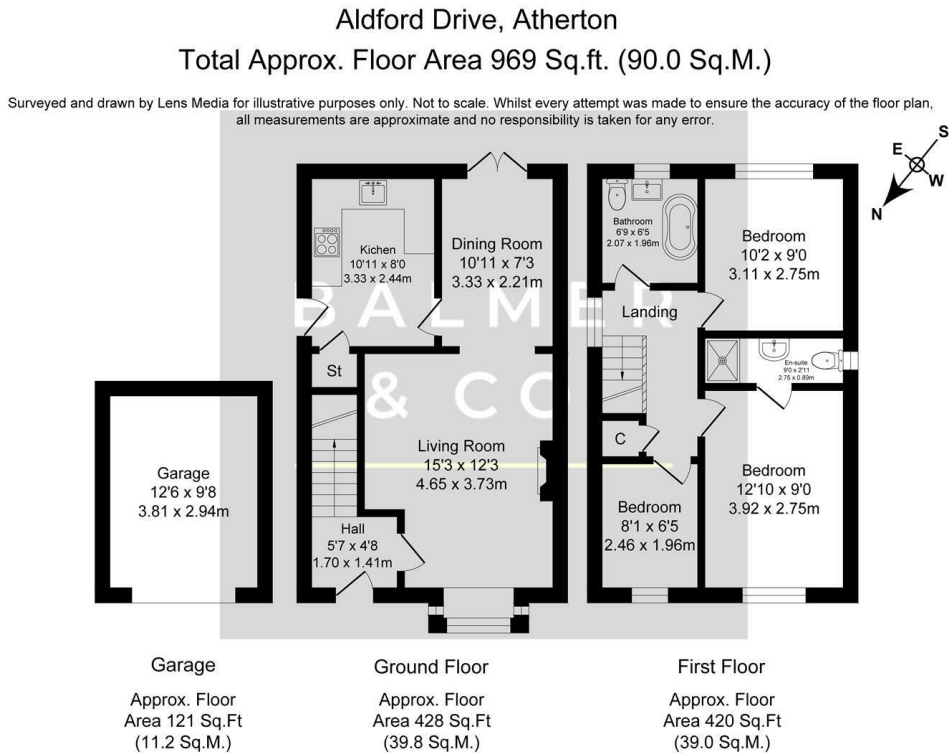 Aldford Drive, Atherton
Total Approx. Floor Area 969 Sq.ft. (90.0 Sq.M.)
Surveyed and drawn by Lens Media for illustrative purposes only. Not to scale. Whilst every attempt was made to ensure the accuracy of the floor plan,
all measurements are approximate and no responsibility is taken for any error.
S
E
W
N
Kichen
10'11 x 8'0
3.33 x 2.44m
Dining Room
10'11 x 7'3
3.33 x 2.21m
Bathroom
6'9 x 6'5
2.07 x 1.96m
Bedroom
10'2 x 9'0
3.11 x 2.75m
Landing
BALMER
& CO
St
En-suite
9'0 x 2'11
2.75 x 0.89m
C
Garage
12'6 x 9'8
3.81 x 2.94m
Living Room
15'3 x 12'3
4.65 x 3.73m
Hall
5'7 x 4'8
1.70 x 1.41m
Bedroom
8'1 x 6'5
2.46 x 1.96m
Bedroom
12'10 x 9'0
3.92 x 2.75m
Garage
Approx. Floor
Area 121 Sq.Ft
(11.2 Sq.M.)
Ground Floor
Approx. Floor
Area 428 Sq.Ft
(39.8 Sq.M.)
First Floor
Approx. Floor
Area 420 Sq.Ft
(39.0 Sq.M.)